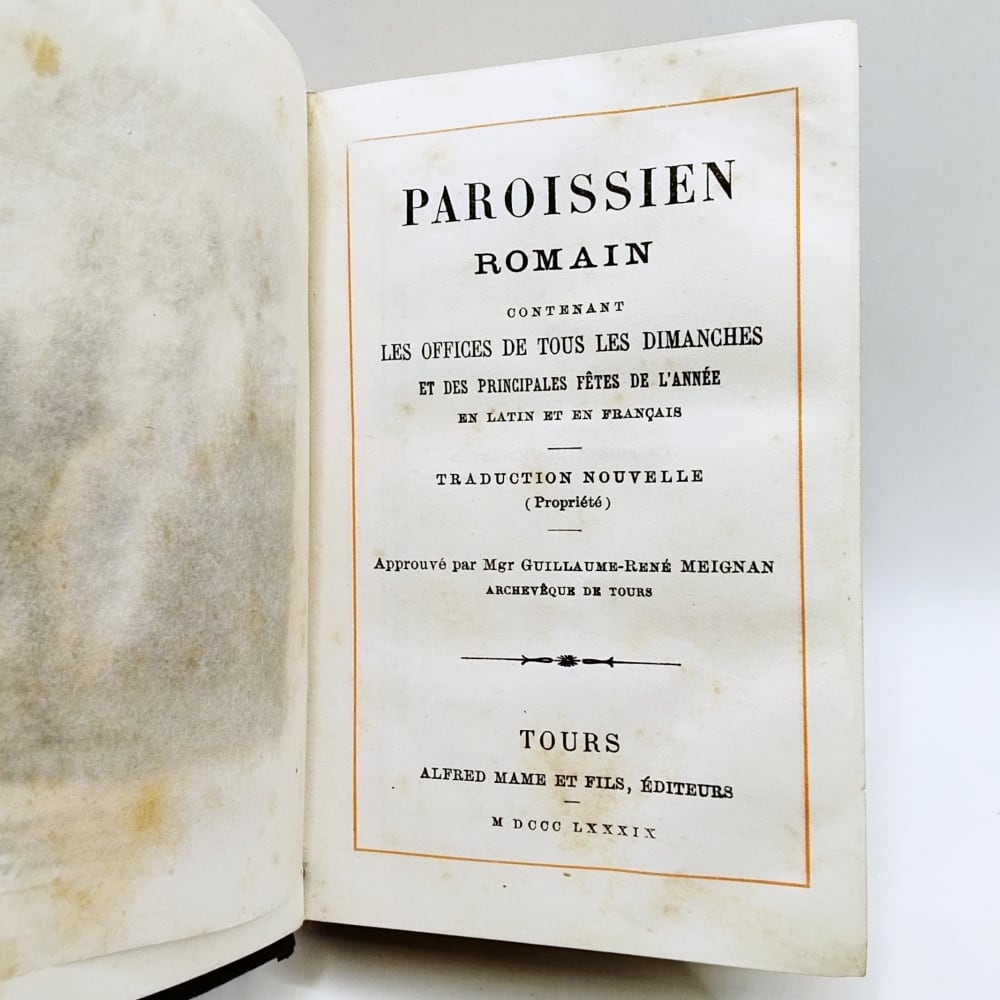 PAROISSIEN
ROMAIN
CONTENANT
LES OFFICES DE TOUS LES DIMANCHES
ET DES PRINCIPALES FÊTES DE L'ANNÉE
EN LATIN ET EN FRANÇAIS
TRADUCTION NOUVELLE
(Propriété)
Approuvé par Mgr GUILLAUME-RENÉ MEIGNAN
ARCHEVÊQUE DE TOURS
TOURS
ALFRED MAME ET FILS, ÉDITEURS
M DCCC LXXXIX